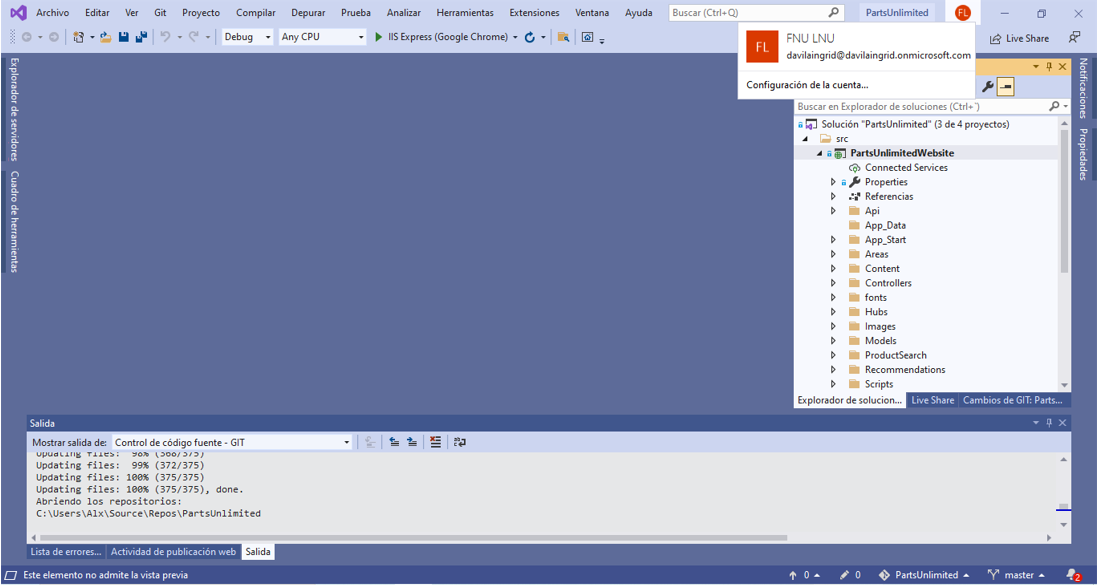 Archivo Editar Ver Git Proyecto Compilar Depurar Prueba Analizar Herramientas Extensiones Ventana Ayuda Buscar (Ctrl+Q) PartsUnlimited FL
Debug Any CPU IIS Express (Google Chrome) Live Share
FL
FNU LNU
davilaingrid@davilaingrid.onmicrosoft.com
Configuración de la cuenta...
Explorador de servidores
Cuadro de herramientas
Buscar en Explorador de soluciones (Ctrl+`)
Solución "PartsUnlimited" (3 de 4 proyectos)
src
PartsUnlimitedWebsite
Connected Services
Properties
Referencias
Api
App_Data
App_Start
Areas
Content
Controllers
fonts
Hubs
Images
Models
ProductSearch
Recommendations
Scripts
Explorador de solucion... Live Share Cambios de GIT: Parts...
Notificaciones
Propiedades
Salida
Mostrar salida de: Control de código fuente - GIT
Updating files: 98% (368/375)
Updating files: 99% (372/375)
Updating files: 100% (375/375)
Updating files: 100% (375/375), done.
Abriendo los repositorios:
C:\Users\Alx\Source\Repos\PartsUnlimited
Lista de errores... Actividad de publicación web Salida
Este elemento no admite la vista previa 0 0 PartsUnlimited master 2